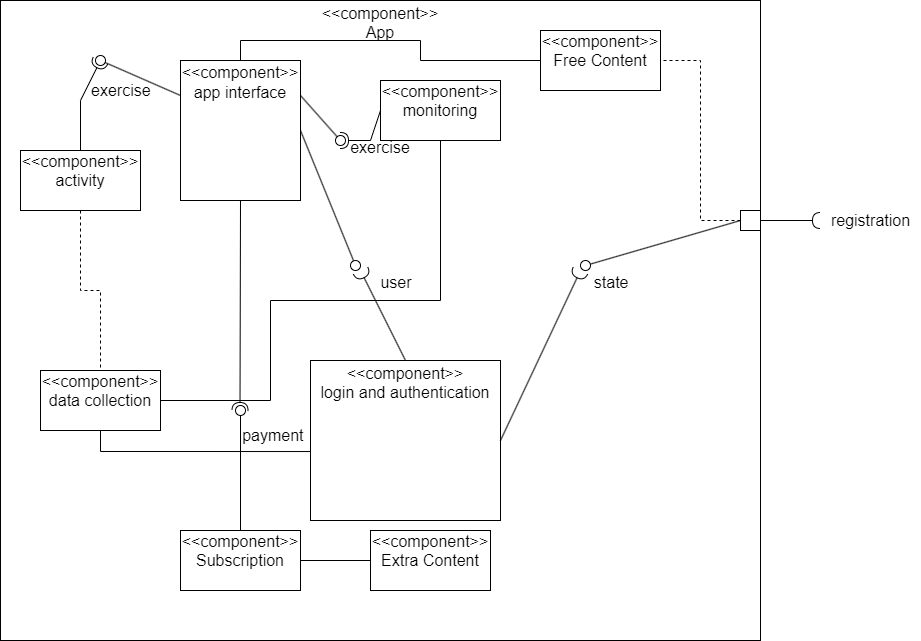 <<component>>
App
<<component>>
Free Content
<<component>>
app interface
exercise
<<component>>
monitoring
exercise
<<component>>
activity
registration
user
state
<<component>>
login and authentication
<<component>>
data collection
payment
<<component>>
Subscription
<<component>>
Extra Content